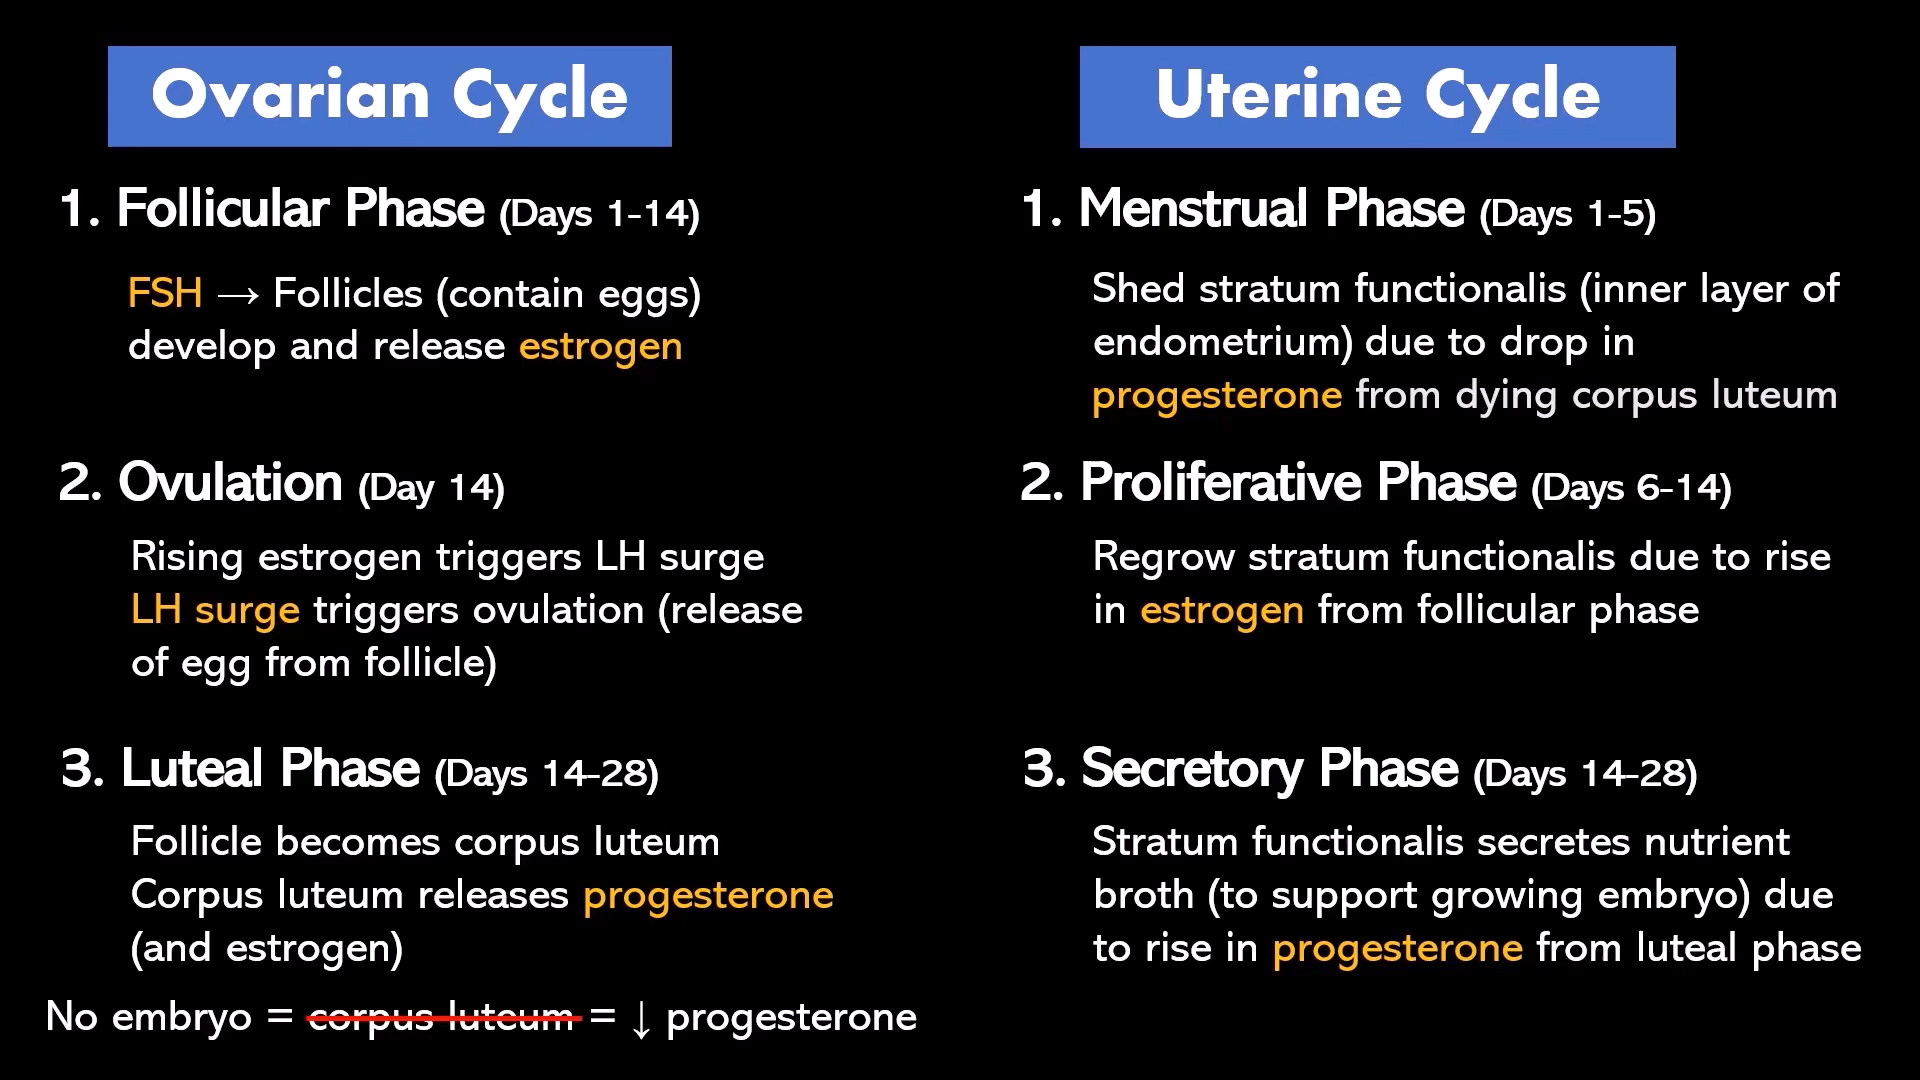 Ovarian Cycle
1. Follicular Phase (Days 1-14)
FSH → Follicles (contain eggs)
develop and release estrogen
2. Ovulation (Day 14)
Rising estrogen triggers LH surge
LH surge triggers ovulation (release
of egg from follicle)
3. Luteal Phase (Days 14-28)
Follicle becomes corpus luteum
Corpus luteum releases progesterone
(and estrogen)
No embryo = corpus luteum = ↓ progesterone
Uterine Cycle
1. Menstrual Phase (Days 1-5)
Shed stratum functionalis (inner layer of
endometrium) due to drop in
progesterone from dying corpus luteum
2. Proliferative Phase (Days 6-14)
Regrow stratum functionalis due to rise
in estrogen from follicular phase
3. Secretory Phase (Days 14-28)
Stratum functionalis secretes nutrient
broth (to support growing embryo) due
to rise in progesterone from luteal phase